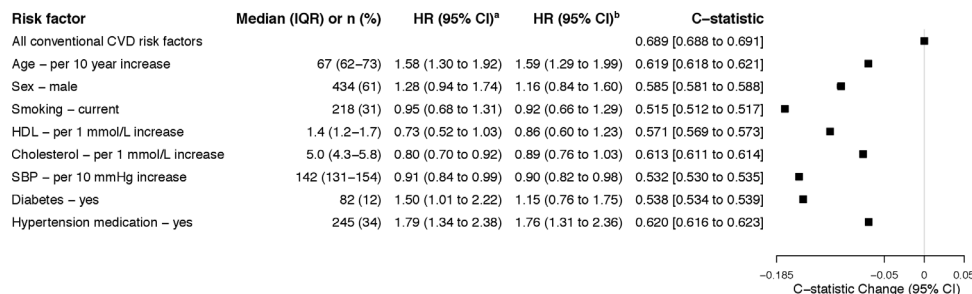 Risk factor Median (IQR) or n (%) HR (95% CI)ᵃ HR (95% CI)ᵇ C−statistic
All conventional CVD risk factors 0.689 [0.688 to 0.691]
Age − per 10 year increase 67 (62−73) 1.58 (1.30 to 1.92) 1.59 (1.29 to 1.99) 0.619 [0.618 to 0.621]
Sex − male 434 (61) 1.28 (0.94 to 1.74) 1.16 (0.84 to 1.60) 0.585 [0.581 to 0.588]
Smoking − current 218 (31) 0.95 (0.68 to 1.31) 0.92 (0.66 to 1.29) 0.515 [0.512 to 0.517]
HDL − per 1 mmol/L increase 1.4 (1.2−1.7) 0.73 (0.52 to 1.03) 0.86 (0.60 to 1.23) 0.571 [0.569 to 0.573]
Cholesterol − per 1 mmol/L increase 5.0 (4.3−5.8) 0.80 (0.70 to 0.92) 0.89 (0.76 to 1.03) 0.613 [0.611 to 0.614]
SBP − per 10 mmHg increase 142 (131−154) 0.91 (0.84 to 0.99) 0.90 (0.82 to 0.98) 0.532 [0.530 to 0.535]
Diabetes − yes 82 (12) 1.50 (1.01 to 2.22) 1.15 (0.76 to 1.75) 0.538 [0.534 to 0.539]
Hypertension medication − yes 245 (34) 1.79 (1.34 to 2.38) 1.76 (1.31 to 2.36) 0.620 [0.616 to 0.623]
−0.185 −0.05 0 0.05
C−statistic Change (95% CI)